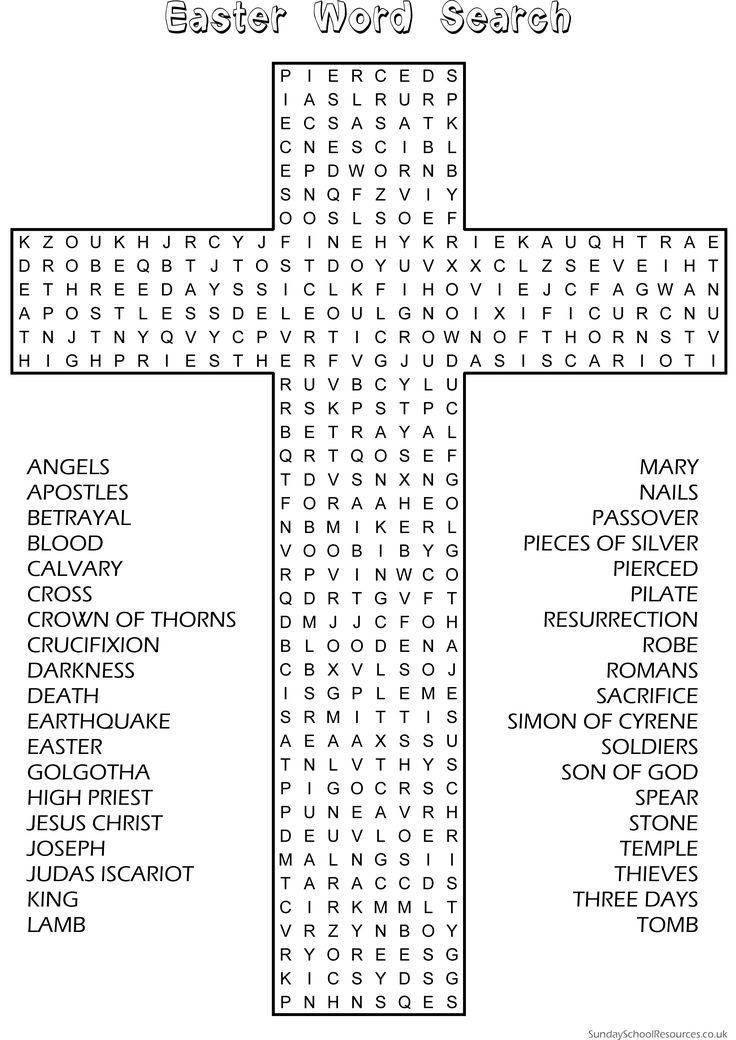 Easter Word Search
P I E R C E D S
I A S L R U R P
E C S A S A T K
C N E S C I B L
E P D W O R N B
S N Q F Z V I Y
O O S L S O E F
K Z O U K H J R C Y J F I N E H Y K R I E K A U Q H T R A E
D R O B E Q B T J T O S T D O Y U V X X C L Z S E V E I H T
E T H R E E D A Y S S I C L K F I H O V I E J C F A G W A N
A P O S T L E S S D E L E O U L G N O I X I F I C U R C N U
T N J T N Y Q V Y C P V R T I C R O W N O F T H O R N S T V
H I G H P R I E S T H E R F V G J U D A S I S C A R I O T I
R U V B C Y L U
R S K P S T P C
B E T R A Y A L
Q R T Q O S E F
T D V S N X N G
F O R A A H E O
N B M I K E R L
V O O B I B Y G
R P V I N W C O
Q D R T G V F T
D M J J C F O H
B L O O D E N A
C B X V L S O J
I S G P L E M E
S R M I T T I S
A E A A X S S U
T N L V T H Y S
P I G O C R S C
P U N E A V R H
D E U V L O E R
M A L N G S I I
T A R A C C D S
C I R K M M L T
V R Z Y N B O Y
R Y O R E E S G
K I C S Y D S G
P N H N S Q E S
ANGELS
APOSTLES
BETRAYAL
BLOOD
CALVARY
CROSS
CROWN OF THORNS
CRUCIFIXION
DARKNESS
DEATH
EARTHQUAKE
EASTER
GOLGOTHA
HIGH PRIEST
JESUS CHRIST
JOSEPH
JUDAS ISCARIOT
KING
LAMB
MARY
NAILS
PASSOVER
PIECES OF SILVER
PIERCED
PILATE
RESURRECTION
ROBE
ROMANS
SACRIFICE
SIMON OF CYRENE
SOLDIERS
SON OF GOD
SPEAR
STONE
TEMPLE
THIEVES
THREE DAYS
TOMB
SundaySchoolResources.co.uk